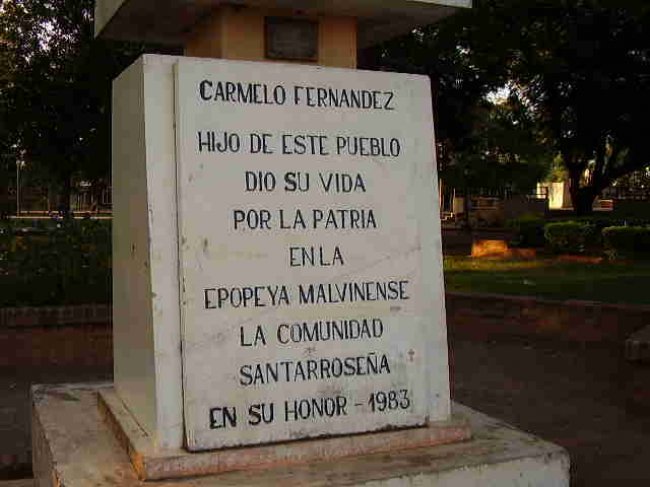 CARMELO FERNANDEZ
HIJO DE ESTE PUEBLO
DIO SU VIDA
POR LA PATRIA
EN LA
EPOPEYA MALVINENSE
LA COMUNIDAD
SANTARROSEÑA
EN SU HONOR - 1983